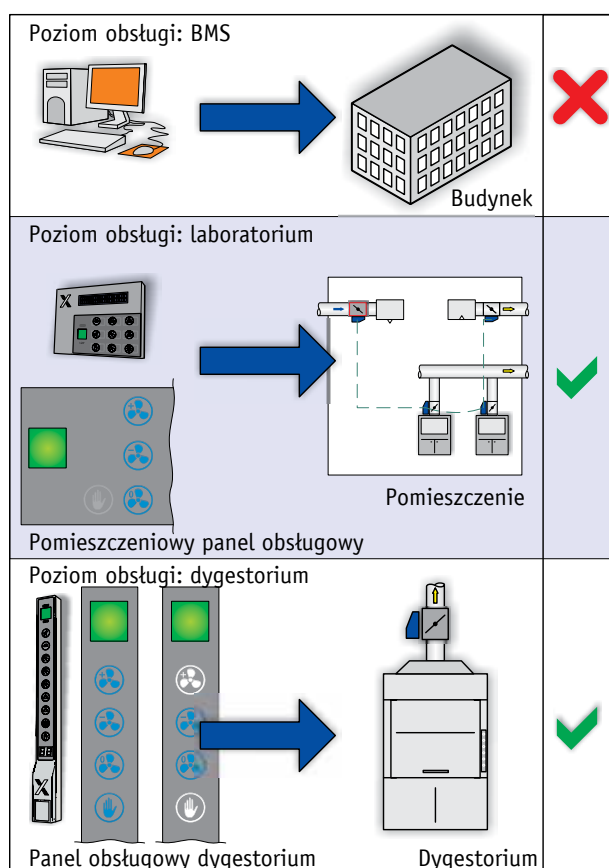 Poziom obsługi: BMS
Budynek
Poziom obsługi: laboratorium
Pomieszczenie
Pomieszczeniowy panel obsługowy
Poziom obsługi: dygestorium
Panel obsługowy dygestorium
Dygestorium